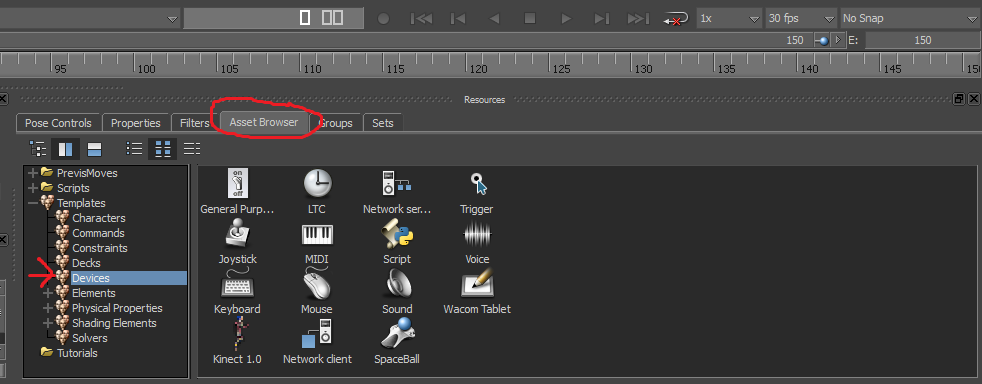 0 00
1x 30 fps No Snap
150 E: 150
95 100 105 110 115 120 125 130 135 140 145 150
Resources
Pose Controls Properties Filters Asset Browser Groups Sets
PrevisMoves
Scripts
Templates
Characters
Commands
Constraints
Decks
Devices
Elements
Physical Properties
Shading Elements
Solvers
Tutorials
on
off
General Purp... LTC Network ser... Trigger
Joystick MIDI Script Voice
Keyboard Mouse Sound Wacom Tablet
Kinect 1.0 Network client SpaceBall